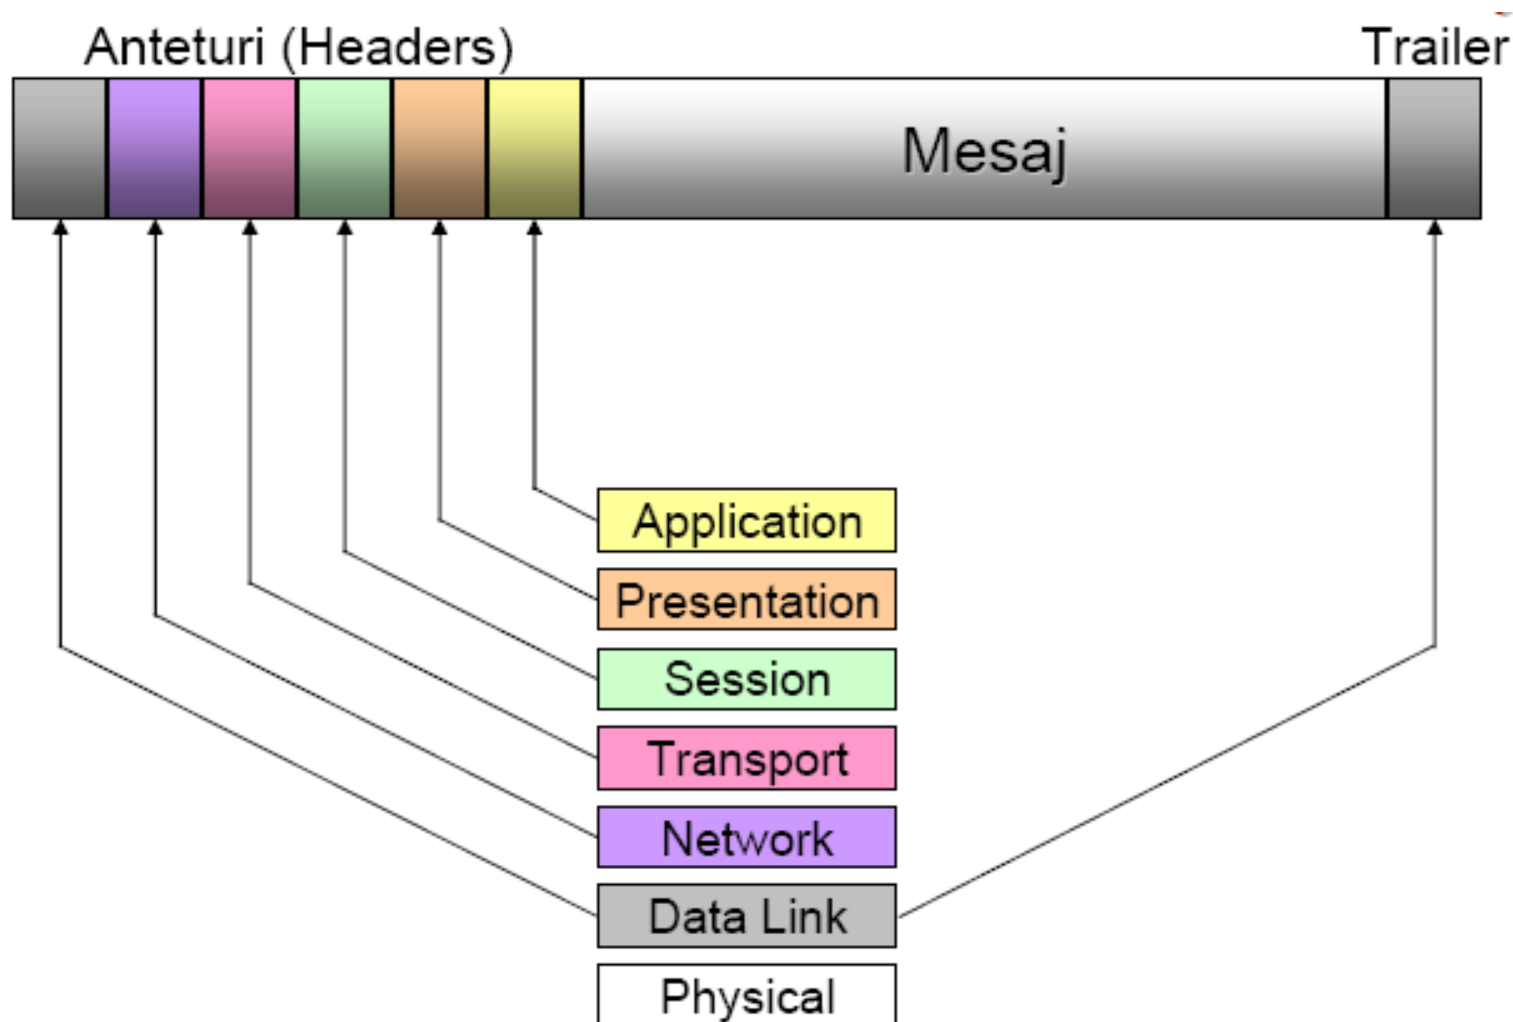 Anteturi (Headers)
Trailer
Mesaj
Application
Presentation
Session
Transport
Network
Data Link
Physical